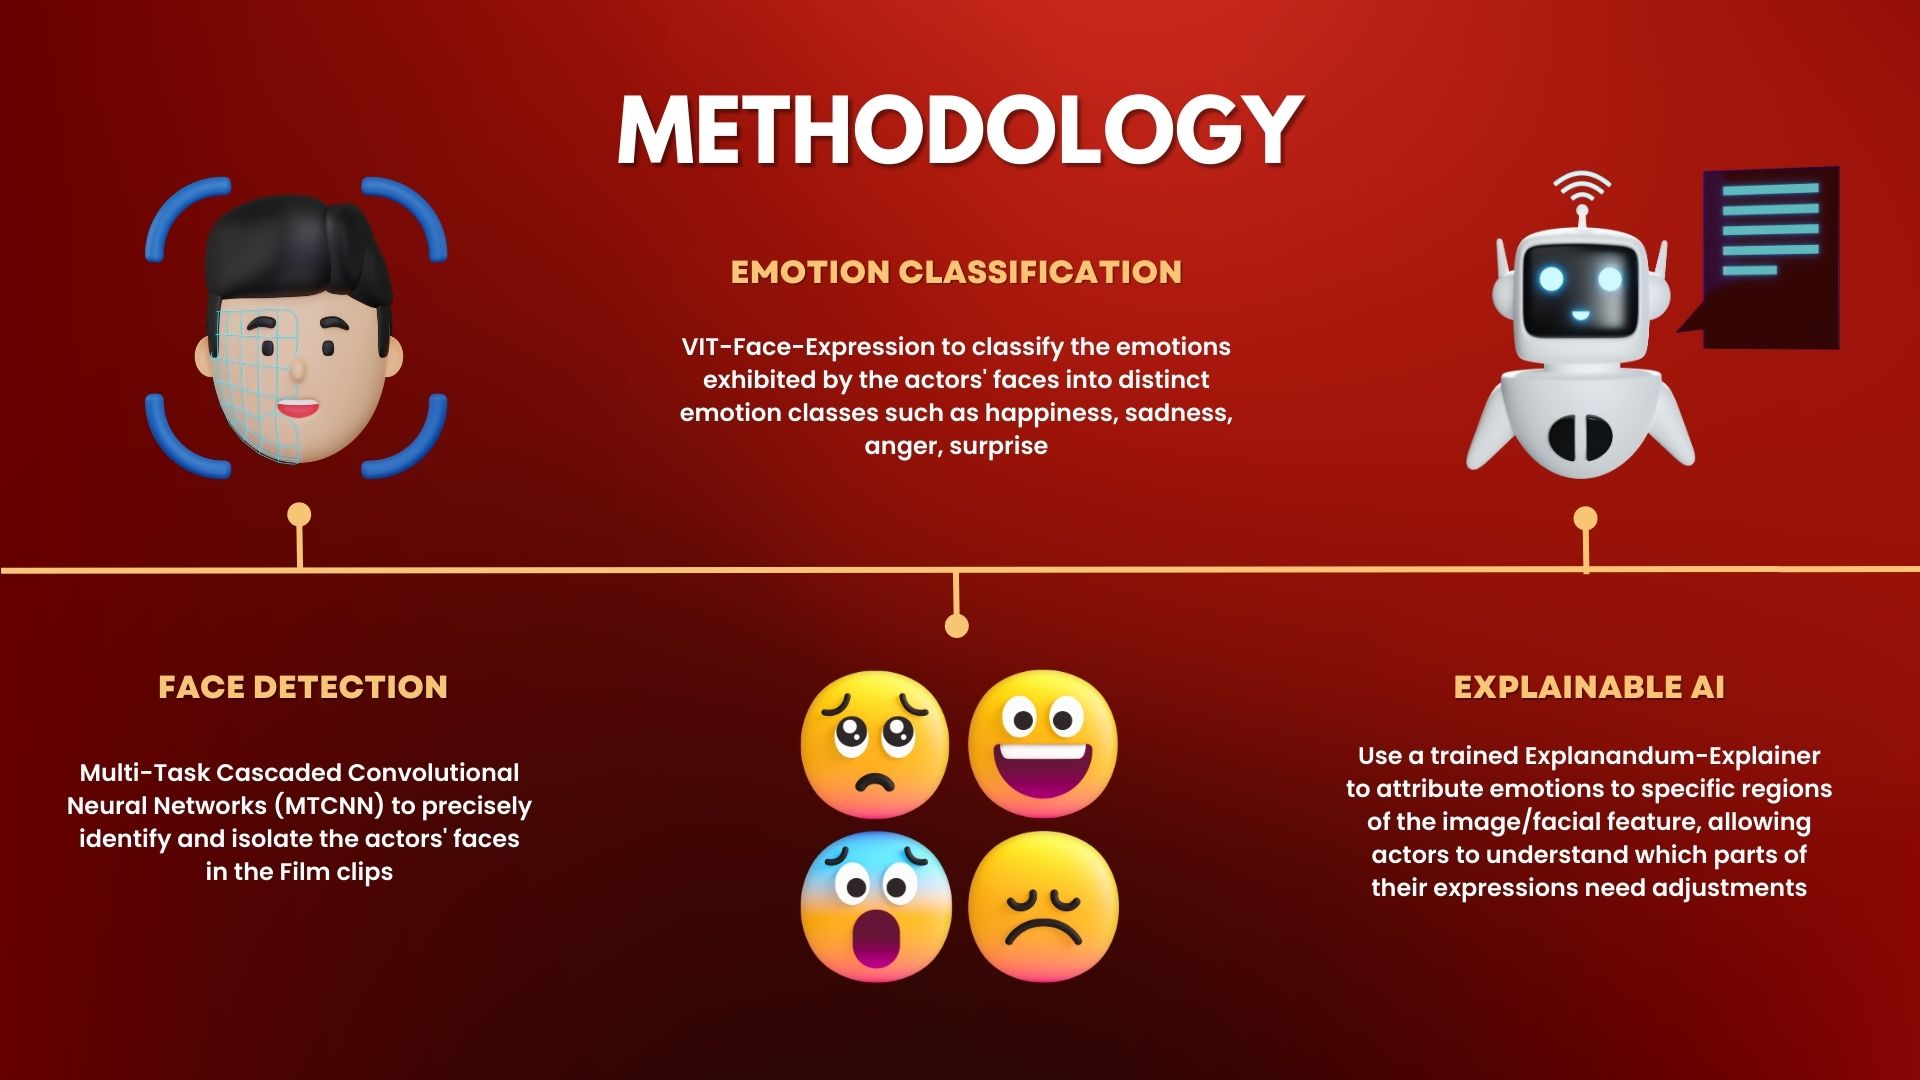 METHODOLOGY
EMOTION CLASSIFICATION
VIT-Face-Expression to classify the emotions
exhibited by the actors' faces into distinct
emotion classes such as happiness, sadness,
anger, surprise
FACE DETECTION
Multi-Task Cascaded Convolutional
Neural Networks (MTCNN) to precisely
identify and isolate the actors' faces
in the Film clips
EXPLAINABLE AI
Use a trained Explanandum-Explainer
to attribute emotions to specific regions
of the image/facial feature, allowing
actors to understand which parts of
their expressions need adjustments